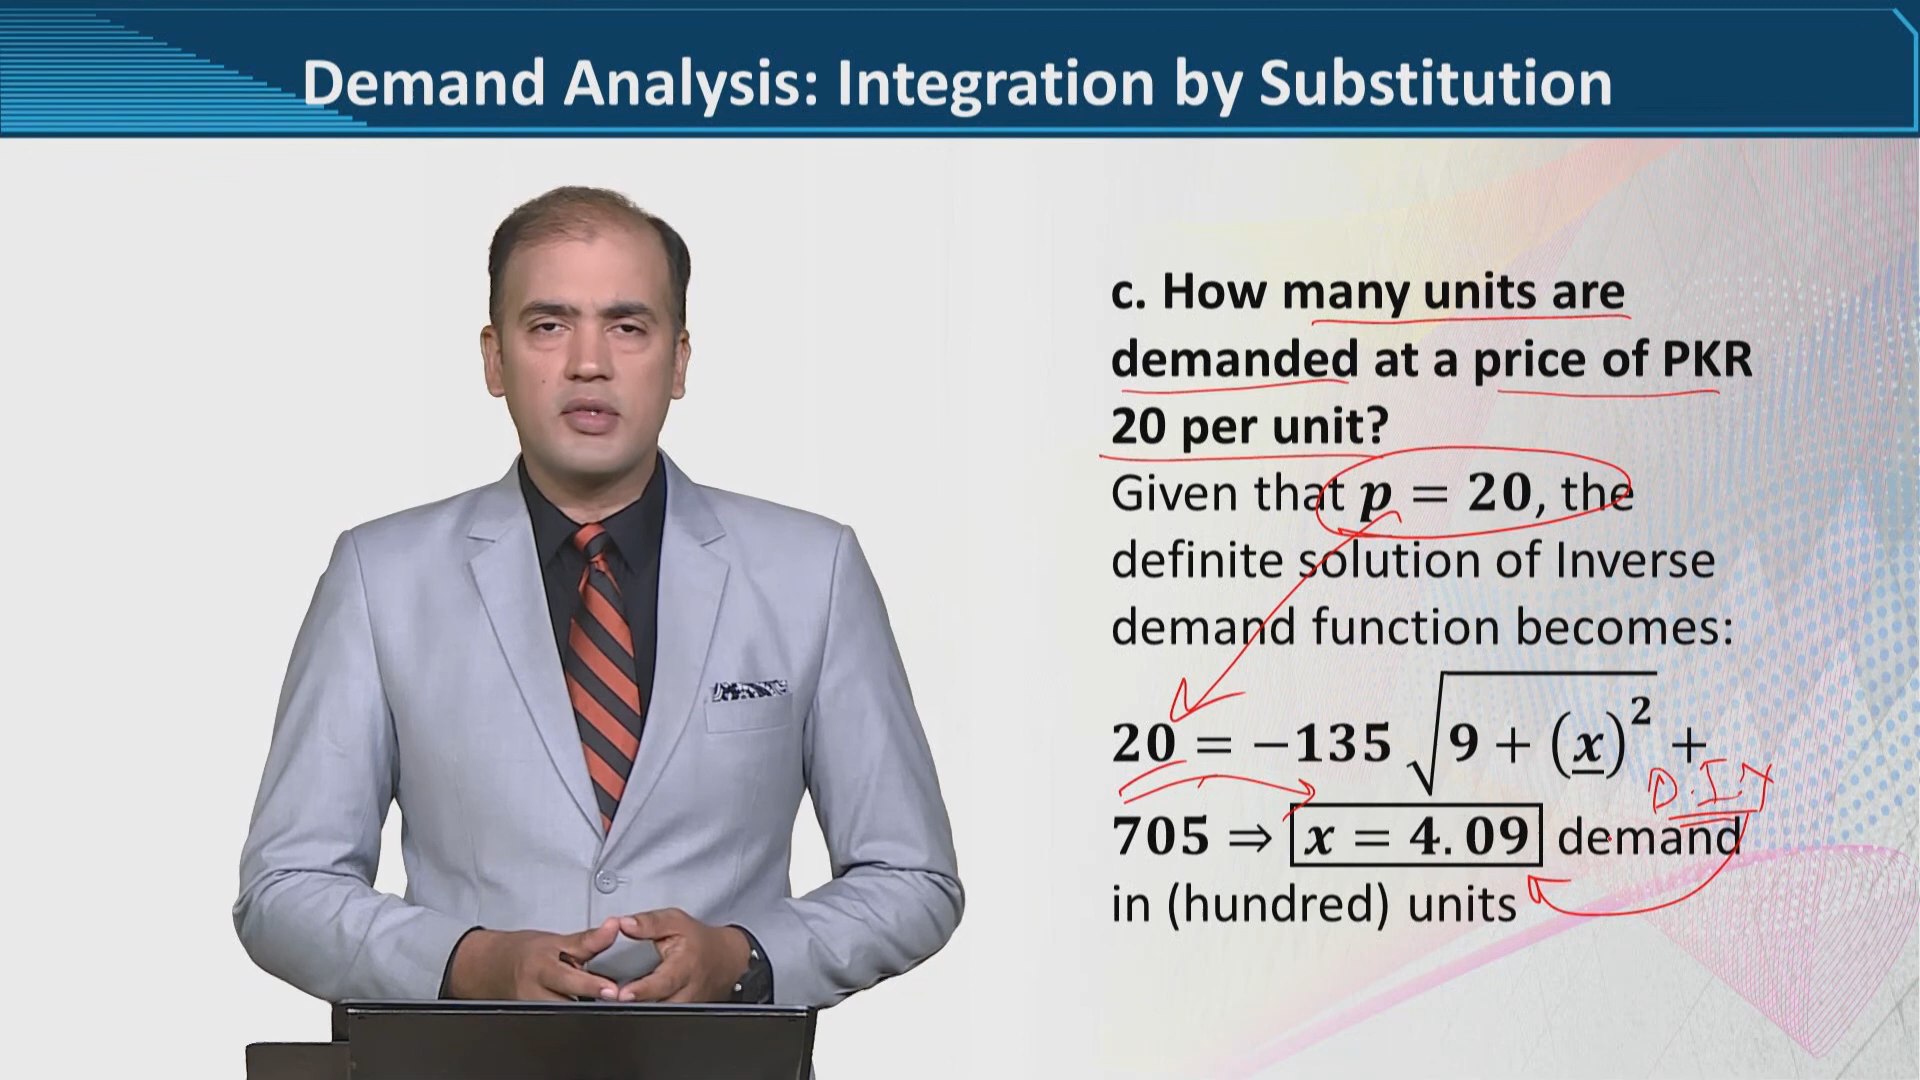 Demand Analysis: Integration by Substitution
c. How many units are
demanded at a price of PKR
20 per unit?
Given that p = 20, the
definite solution of Inverse
demand function becomes:
20 = −135 √9 + (x)² +
D.I.Y
705 ⇒ x = 4.09 demand
in (hundred) units